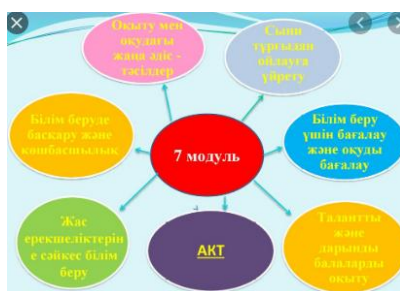 Оқыту мен
оқудағы
жаңа әдіс -
тәсілдер
Сыни
тұрғыдан
ойлауға
үйрету
Білім беруде
басқару және
көшбасшылық
7 модуль
Білім беру
үшін бағалау
және оқуды
бағалау
Жас
ерекшеліктерін
е сәйкес білім
беру
АКТ
Талантты
және
дарынды
балаларды
оқыту